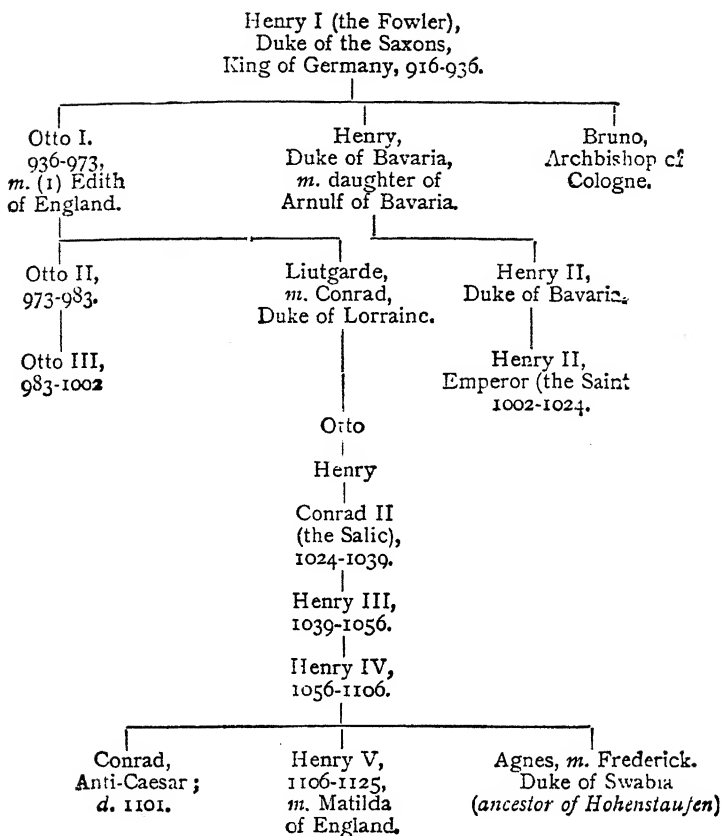 Henry I (the Fowler),
Duke of the Saxons,
King of Germany, 916-936.
Otto I.
936-973,
m. (1) Edith
of England.
Henry,
Duke of Bavaria,
m. daughter of
Arnulf of Bavaria.
Bruno,
Archbishop of
Cologne.
Otto II,
973-983.
Liutgarde,
m. Conrad,
Duke of Lorraine.
Henry II,
Duke of Bavaria.
Otto III,
983-1002
Henry II,
Emperor (the Saint
1002-1024.
Otto
Henry
Conrad II
(the Salic),
1024-1039.
Henry III,
1039-1056.
Henry IV,
1056-1106.
Conrad,
Anti-Caesar;
d. 1101.
Henry V,
1106-1125,
m. Matilda
of England.
Agnes, m. Frederick.
Duke of Swabia
(ancestor of Hohenstaufen)